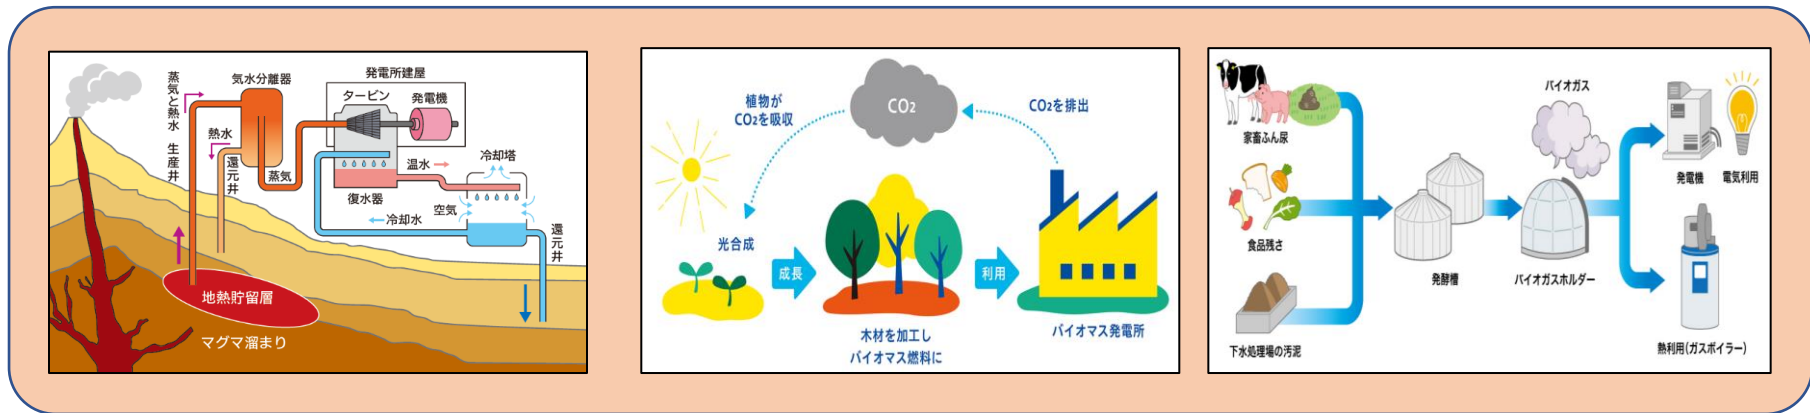 蒸気と熱水
生産井
気水分離器
熱水
還元井
蒸気
発電所建屋
タービン
発電機
温水
冷却塔
復水器
空気
冷却水
還元井
地熱貯留層
マグマ溜まり
植物が
CO2を吸収
CO2
CO2を排出
光合成
成長
利用
木材を加工し
バイオマス燃料に
バイオマス発電所
家畜ふん尿
食品残さ
下水処理場の汚泥
発酵槽
バイオガス
バイオガスホルダー
発電機
電気利用
熱利用(ガスボイラー)